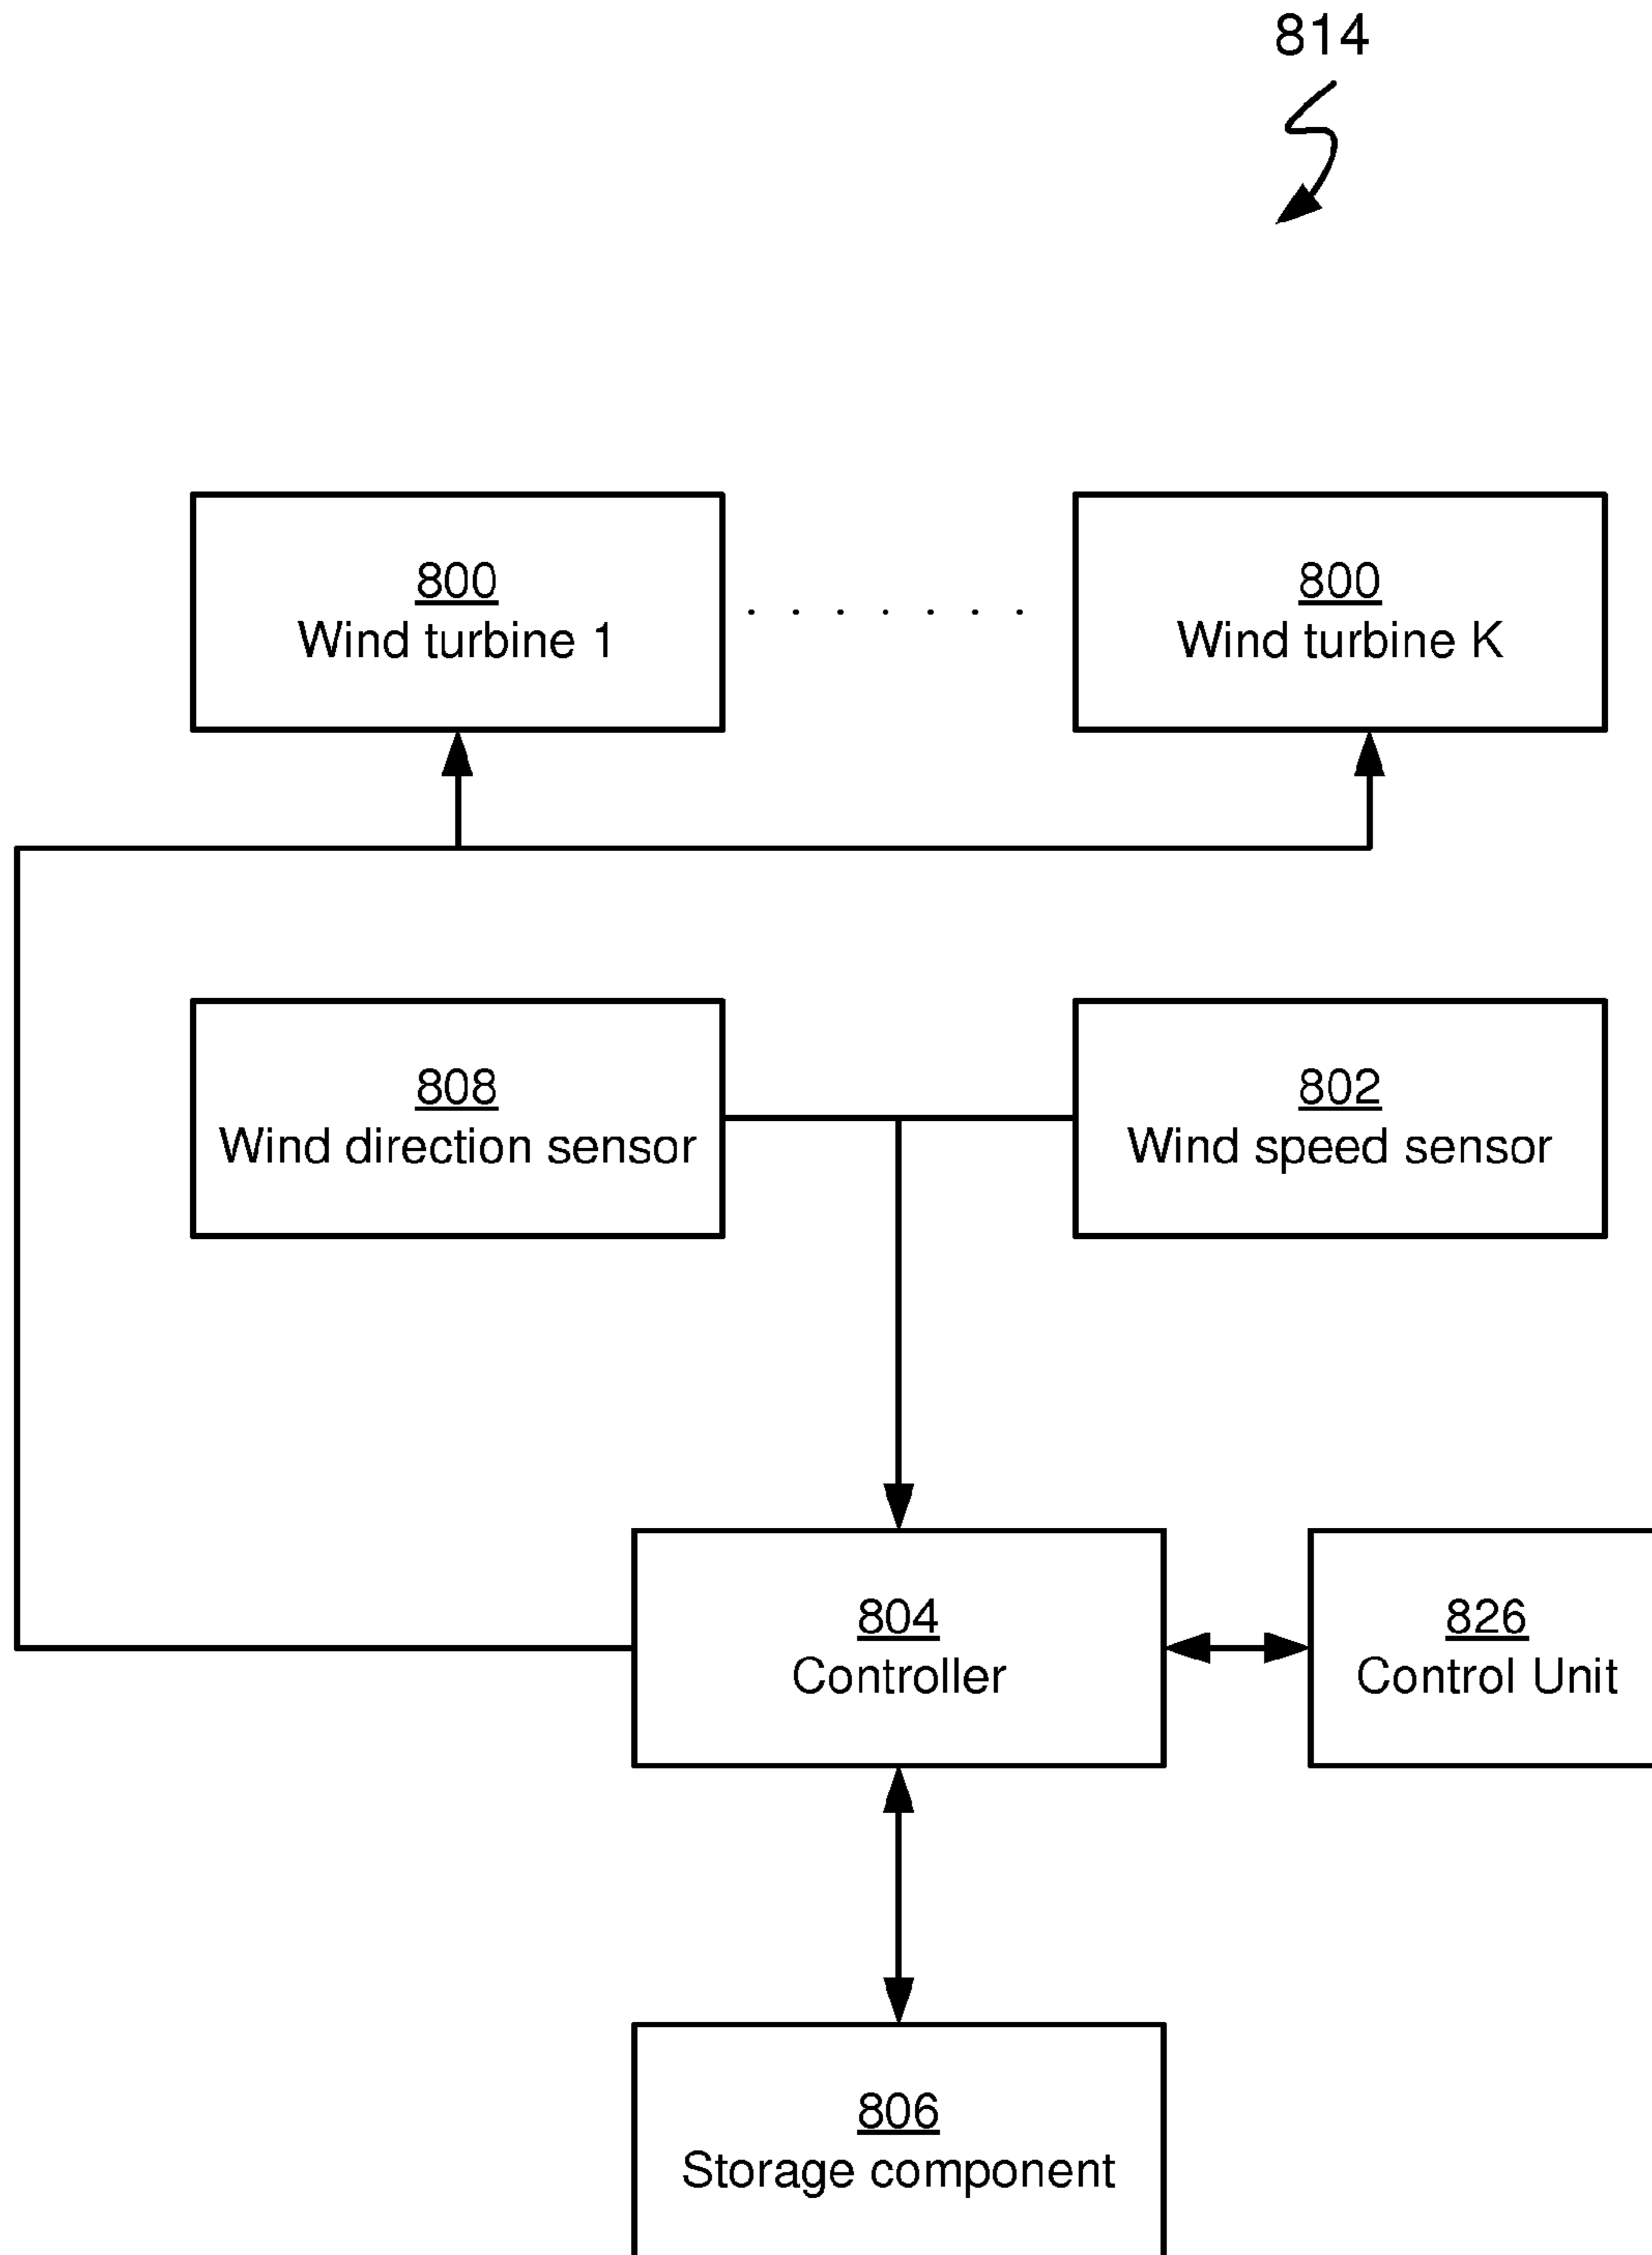 814
800
Wind turbine 1
800
Wind turbine K
808
Wind direction sensor
802
Wind speed sensor
804
Controller
826
Control Unit
806
Storage component